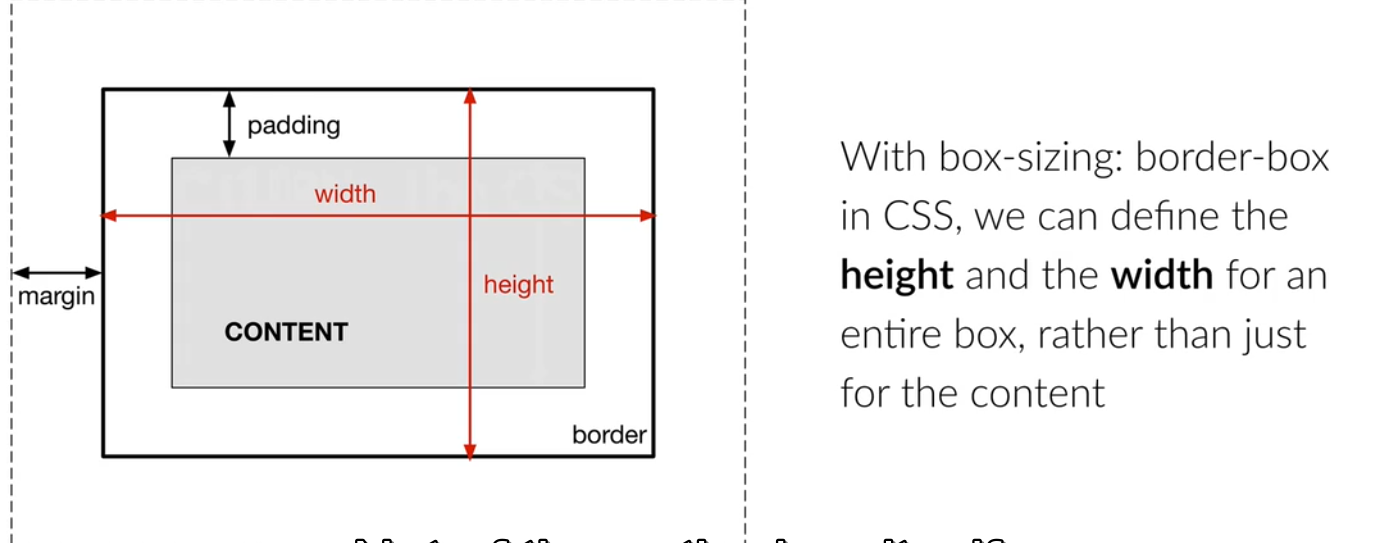 padding
width
margin
height
CONTENT
border
With box-sizing: border-box
in CSS, we can define the
height and the width for an
entire box, rather than just
for the content